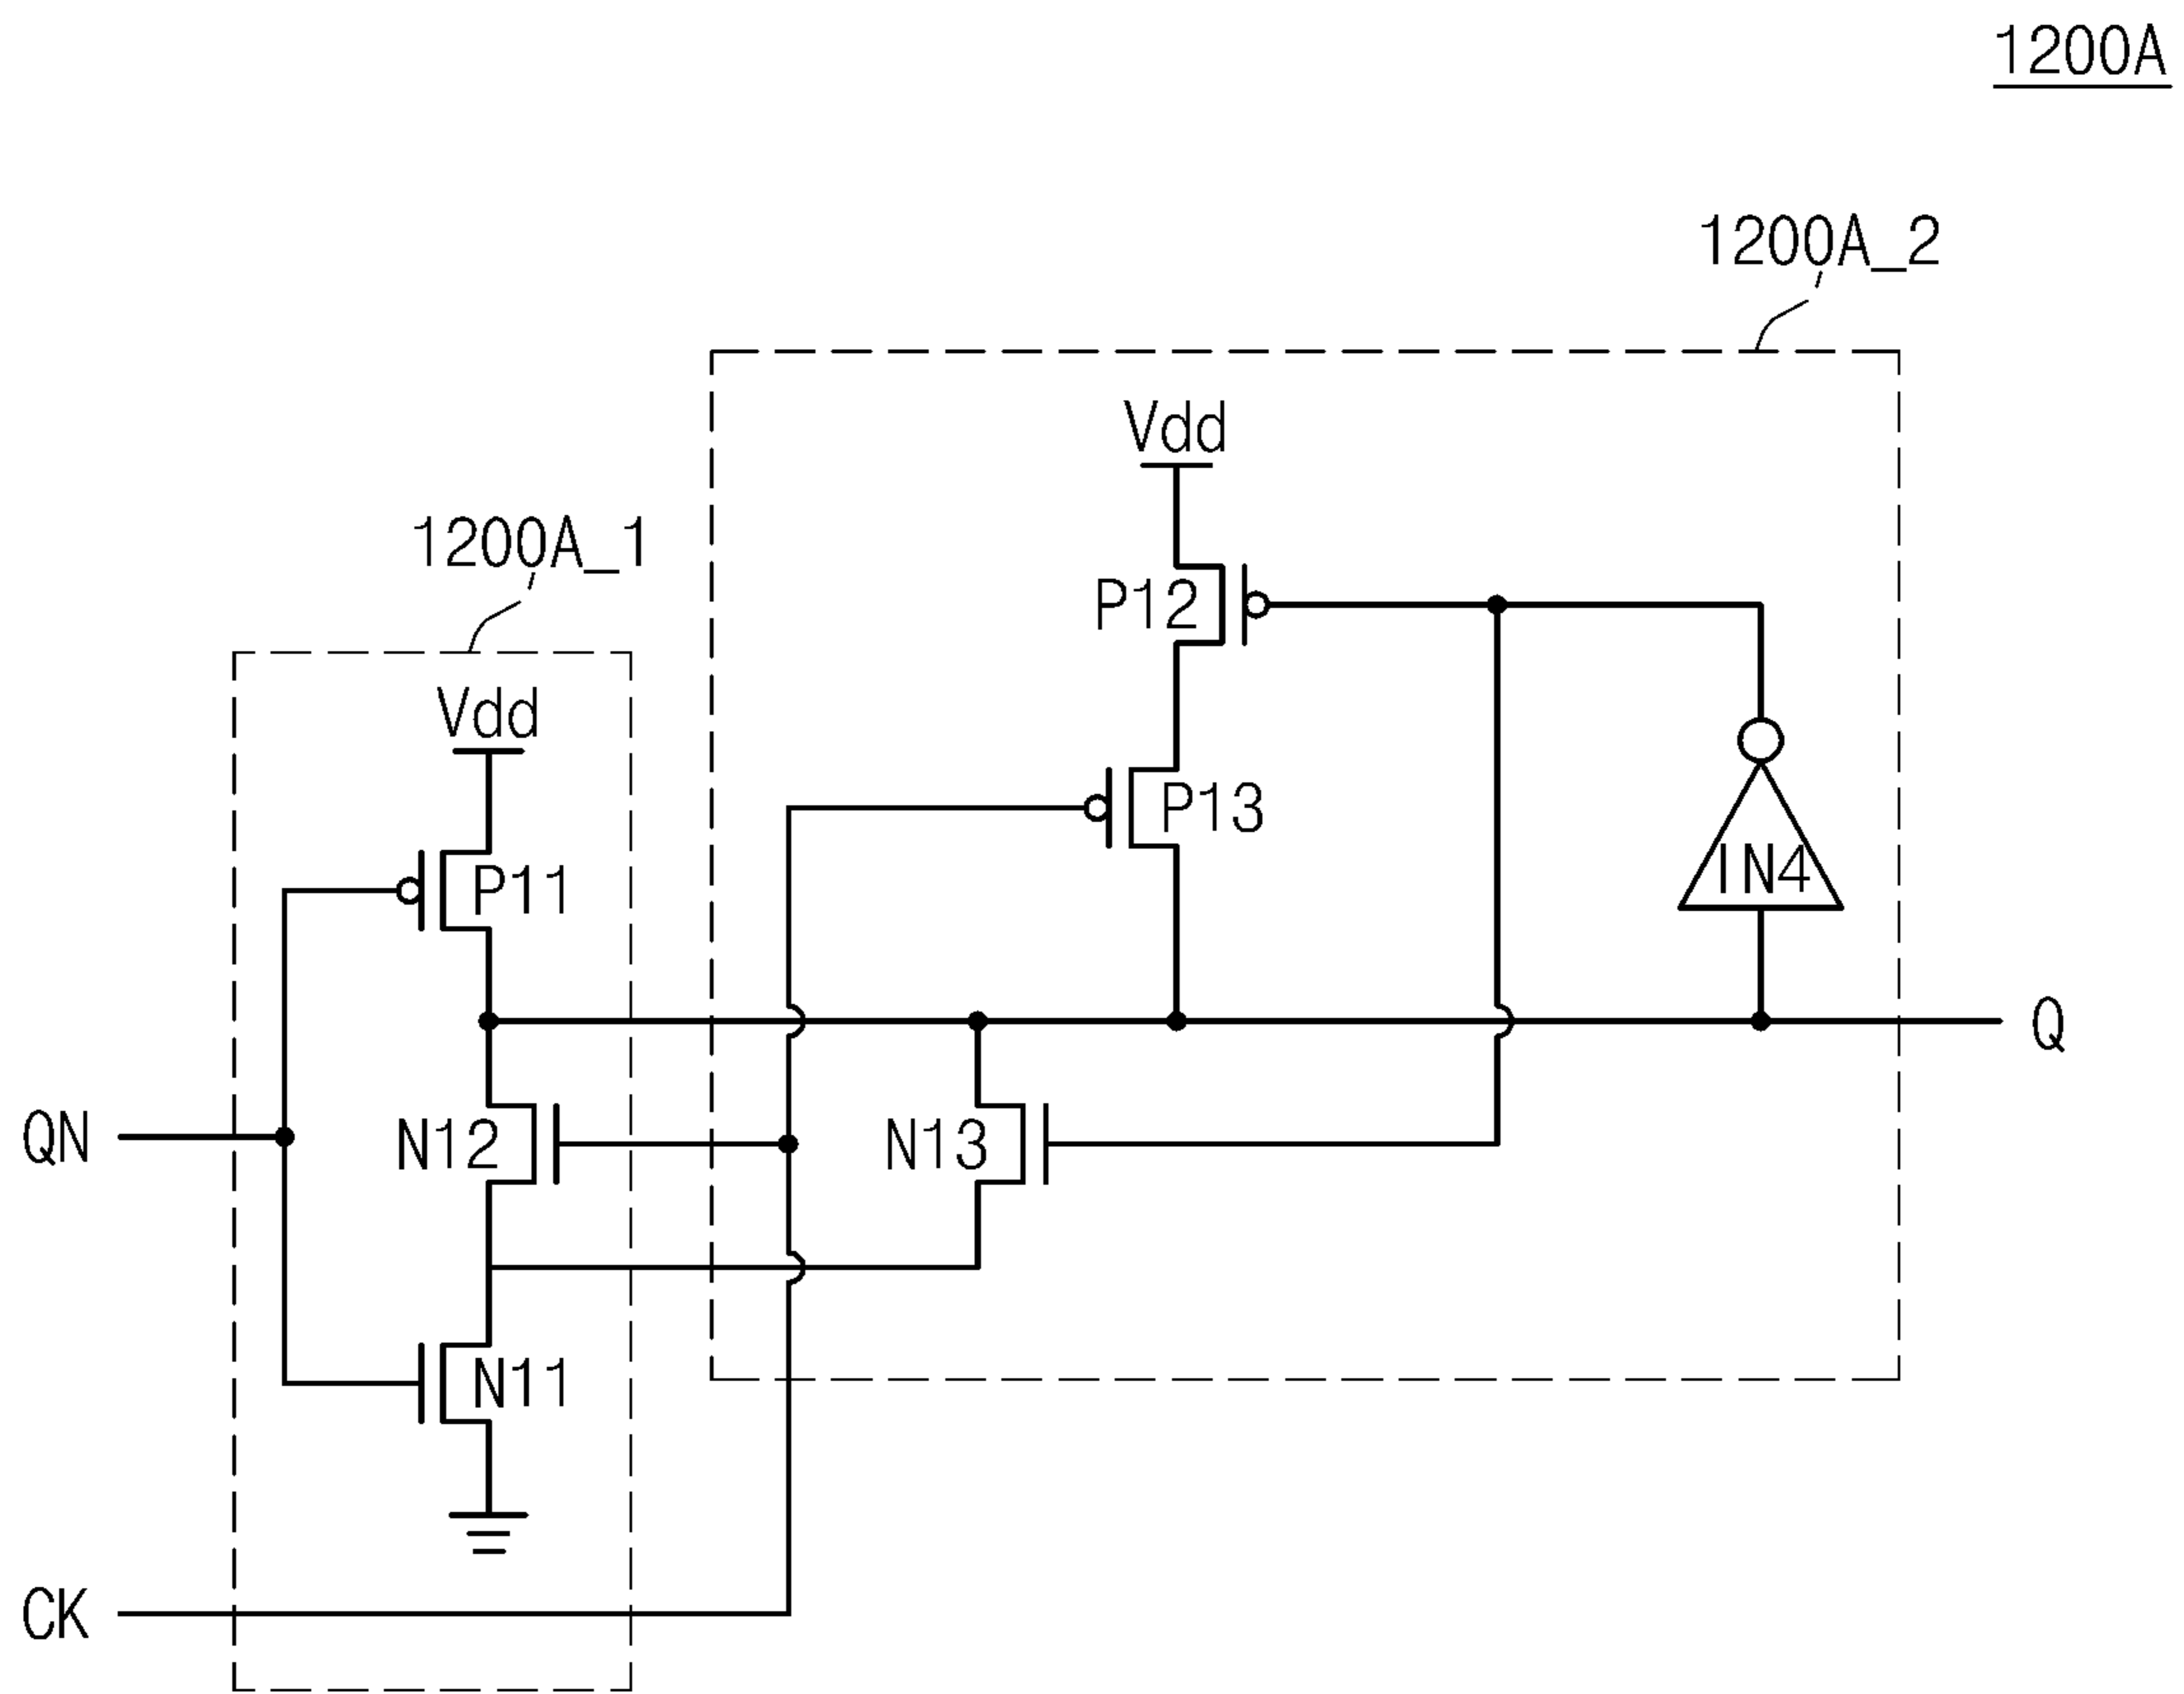 1200A
1200A_2
Vdd
1200A_1
P12
Vdd
P13
P11
IN4
Q
QN
N12
N13
N11
CK